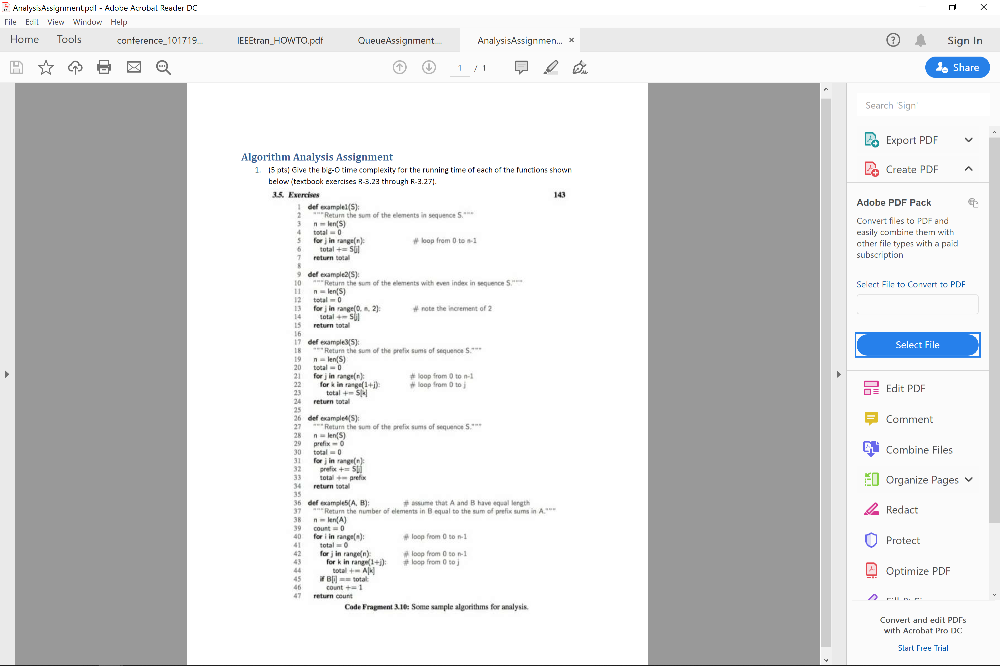 AnalysisAssignment.pdf - Adobe Acrobat Reader DC
File Edit View Window Help
Home Tools conference_101719... IEEEtran_HOWTO.pdf QueueAssignment.... AnalysisAssignmen... × Sign In
1 / 1 Share
Algorithm Analysis Assignment
1. (5 pts) Give the big-O time complexity for the running time of each of the functions shown
below (textbook exercises R-3.23 through R-3.27).
3.5. Exercises 143
1 def example1(S):
2 """Return the sum of the elements in sequence S."""
3 n = len(S)
4 total = 0
5 for j in range(n): # loop from 0 to n-1
6 total += S[j]
7 return total
8
9 def example2(S):
10 """Return the sum of the elements with even index in sequence S."""
11 n = len(S)
12 total = 0
13 for j in range(0, n, 2): # note the increment of 2
14 total += S[j]
15 return total
16
17 def example3(S):
18 """Return the sum of the prefix sums of sequence S."""
19 n = len(S)
20 total = 0
21 for j in range(n): # loop from 0 to n-1
22 for k in range(1+j): # loop from 0 to j
23 total += S[k]
24 return total
25
26 def example4(S):
27 """Return the sum of the prefix sums of sequence S."""
28 n = len(S)
29 prefix = 0
30 total = 0
31 for j in range(n):
32 prefix += S[j]
33 total += prefix
34 return total
35
36 def example5(A, B): # assume that A and B have equal length
37 """Return the number of elements in B equal to the sum of prefix sums in A."""
38 n = len(A)
39 count = 0
40 for i in range(n): # loop from 0 to n-1
41 total = 0
42 for j in range(n): # loop from 0 to n-1
43 for k in range(1+j): # loop from 0 to j
44 total += A[k]
45 if B[i] == total:
46 count += 1
47 return count
Code Fragment 3.10: Some sample algorithms for analysis.
Search 'Sign'
Export PDF
Create PDF
Adobe PDF Pack
Convert files to PDF and
easily combine them with
other file types with a paid
subscription
Select File to Convert to PDF
Select File
Edit PDF
Comment
Combine Files
Organize Pages
Redact
Protect
Optimize PDF
Convert and edit PDFs
with Acrobat Pro DC
Start Free Trial